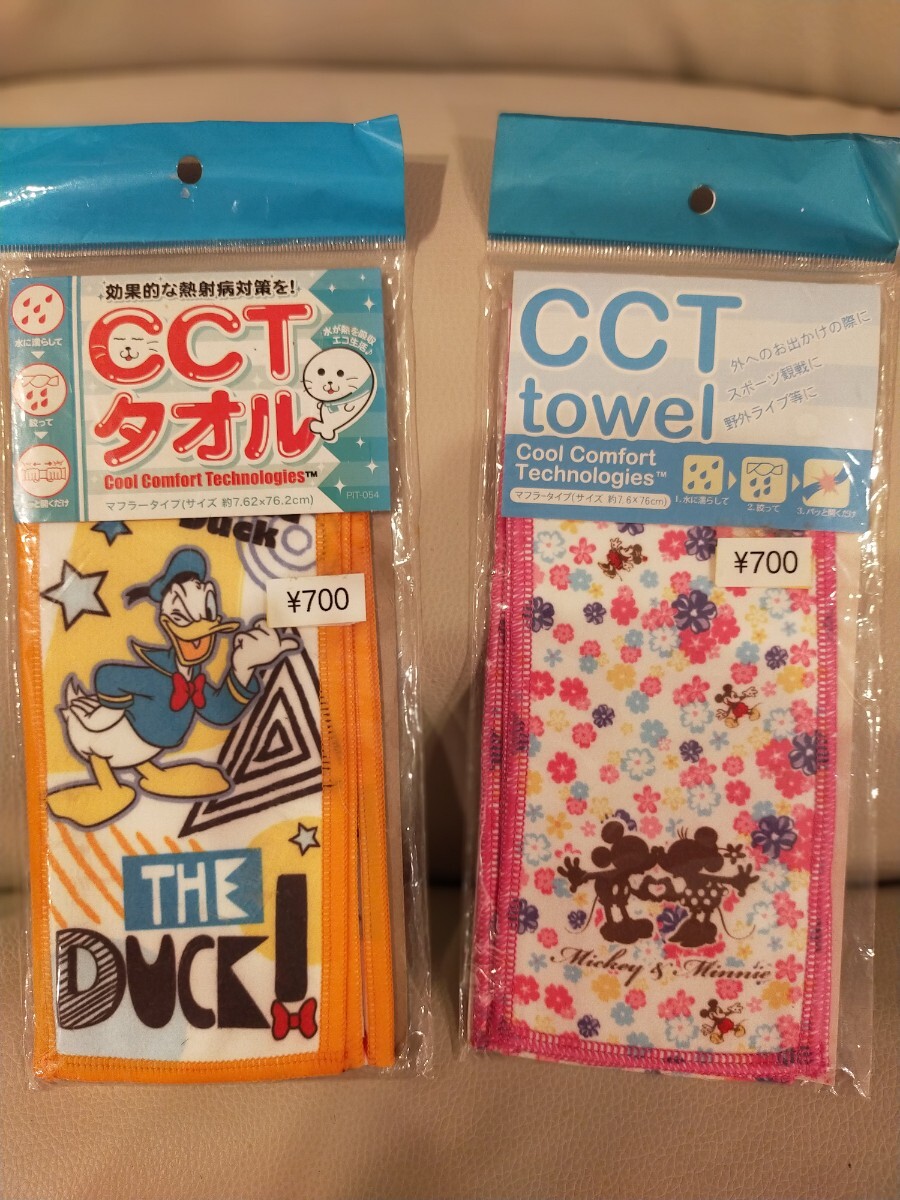 効果的な熱射病対策を!
CCT
タオル
水が熱を吸収
エコ生活♪
水に濡らして
絞って
Cool Comfort Technologies™
マフラータイプ(サイズ 約7.62×76.2cm)
PIT-054
Duck
¥700
THE
DUCK!
CCT
towel
外へのお出かけの際に
スポーツ観戦に
野外ライブ等に
Cool Comfort
Technologies™
マフラータイプ(サイズ 約7.6×76cm)
1.水に濡らして
2.絞って
3.パッと開くだけ
¥700
Mickey & Minnie